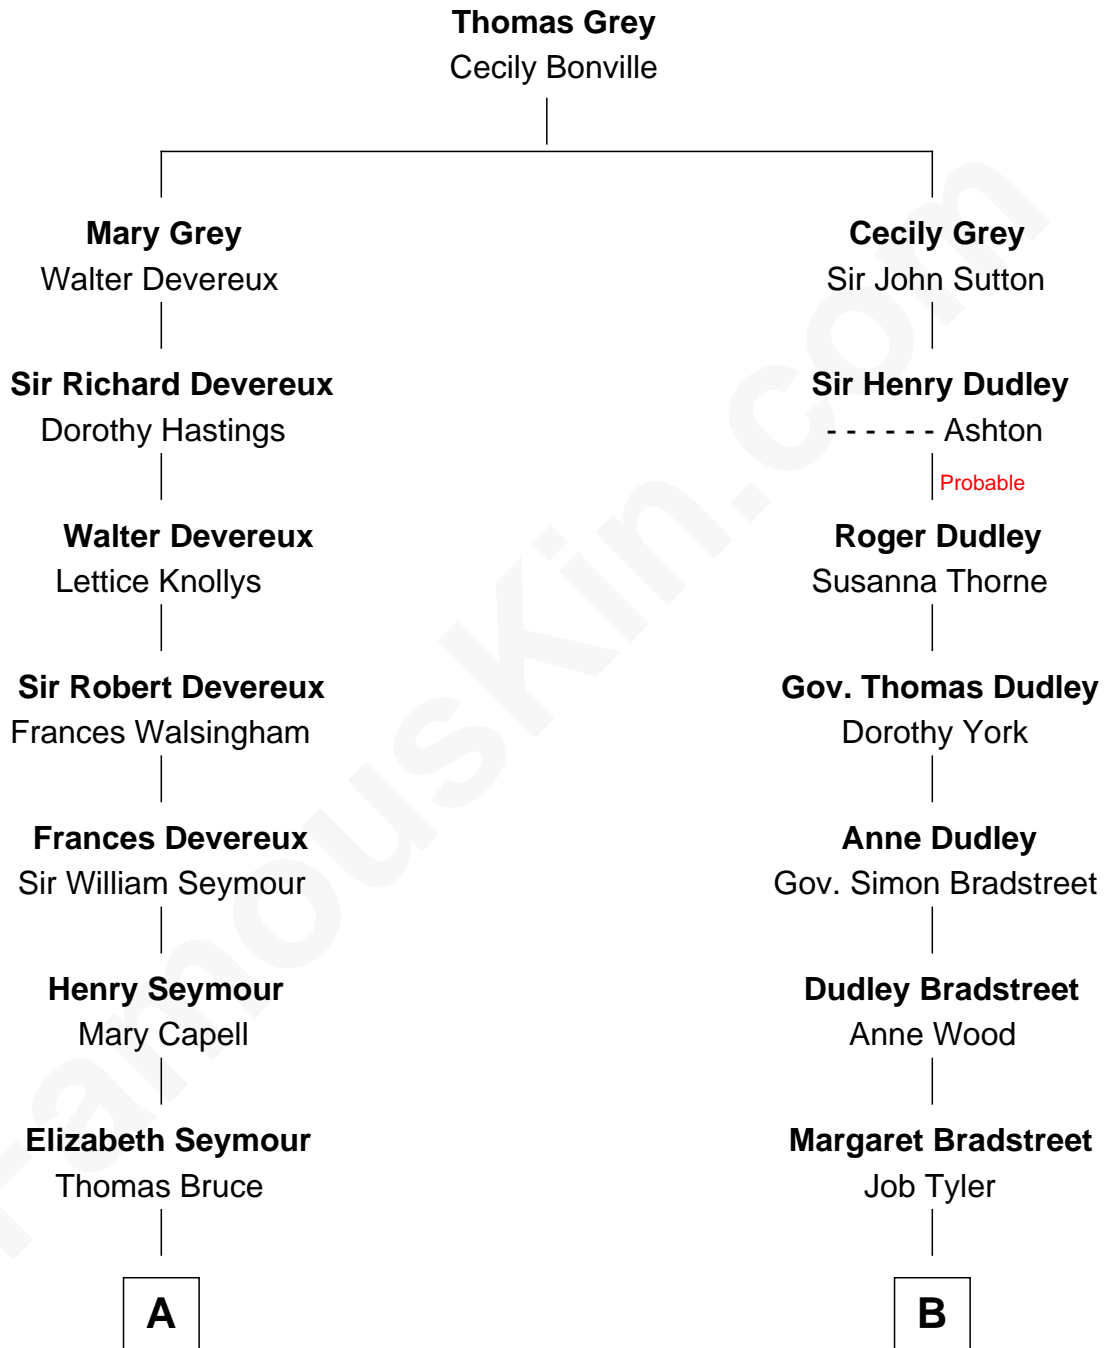 Thomas Grey
Cecily Bonville
Mary Grey
Walter Devereux
Cecily Grey
Sir John Sutton
Sir Richard Devereux
Dorothy Hastings
Sir Henry Dudley
- - - - - - Ashton
Probable
Walter Devereux
Lettice Knollys
Roger Dudley
Susanna Thorne
Sir Robert Devereux
Frances Walsingham
Gov. Thomas Dudley
Dorothy York
Frances Devereux
Sir William Seymour
Anne Dudley
Gov. Simon Bradstreet
Henry Seymour
Mary Capell
Dudley Bradstreet
Anne Wood
Elizabeth Seymour
Thomas Bruce
Margaret Bradstreet
Job Tyler
A
B
FamousKin.com